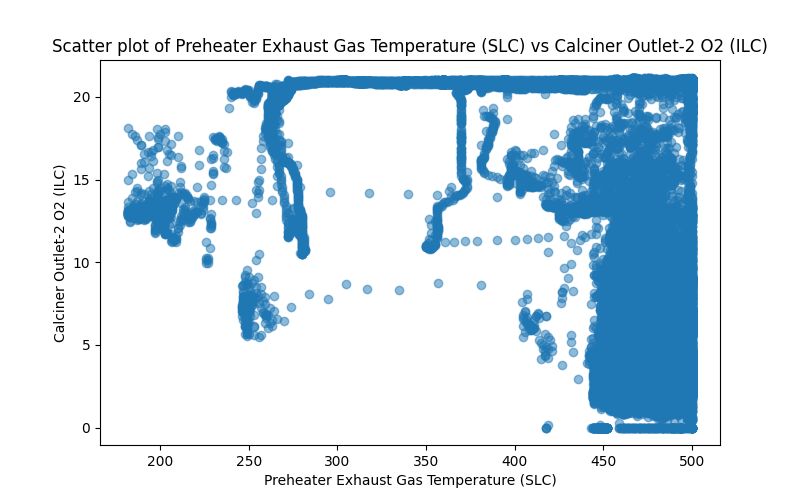 Scatter plot of Preheater Exhaust Gas Temperature (SLC) vs Calciner Outlet-2 O2 (ILC)
20
15
10
5
0
Calciner Outlet-2 O2 (ILC)
200 250 300 350 400 450 500
Preheater Exhaust Gas Temperature (SLC)